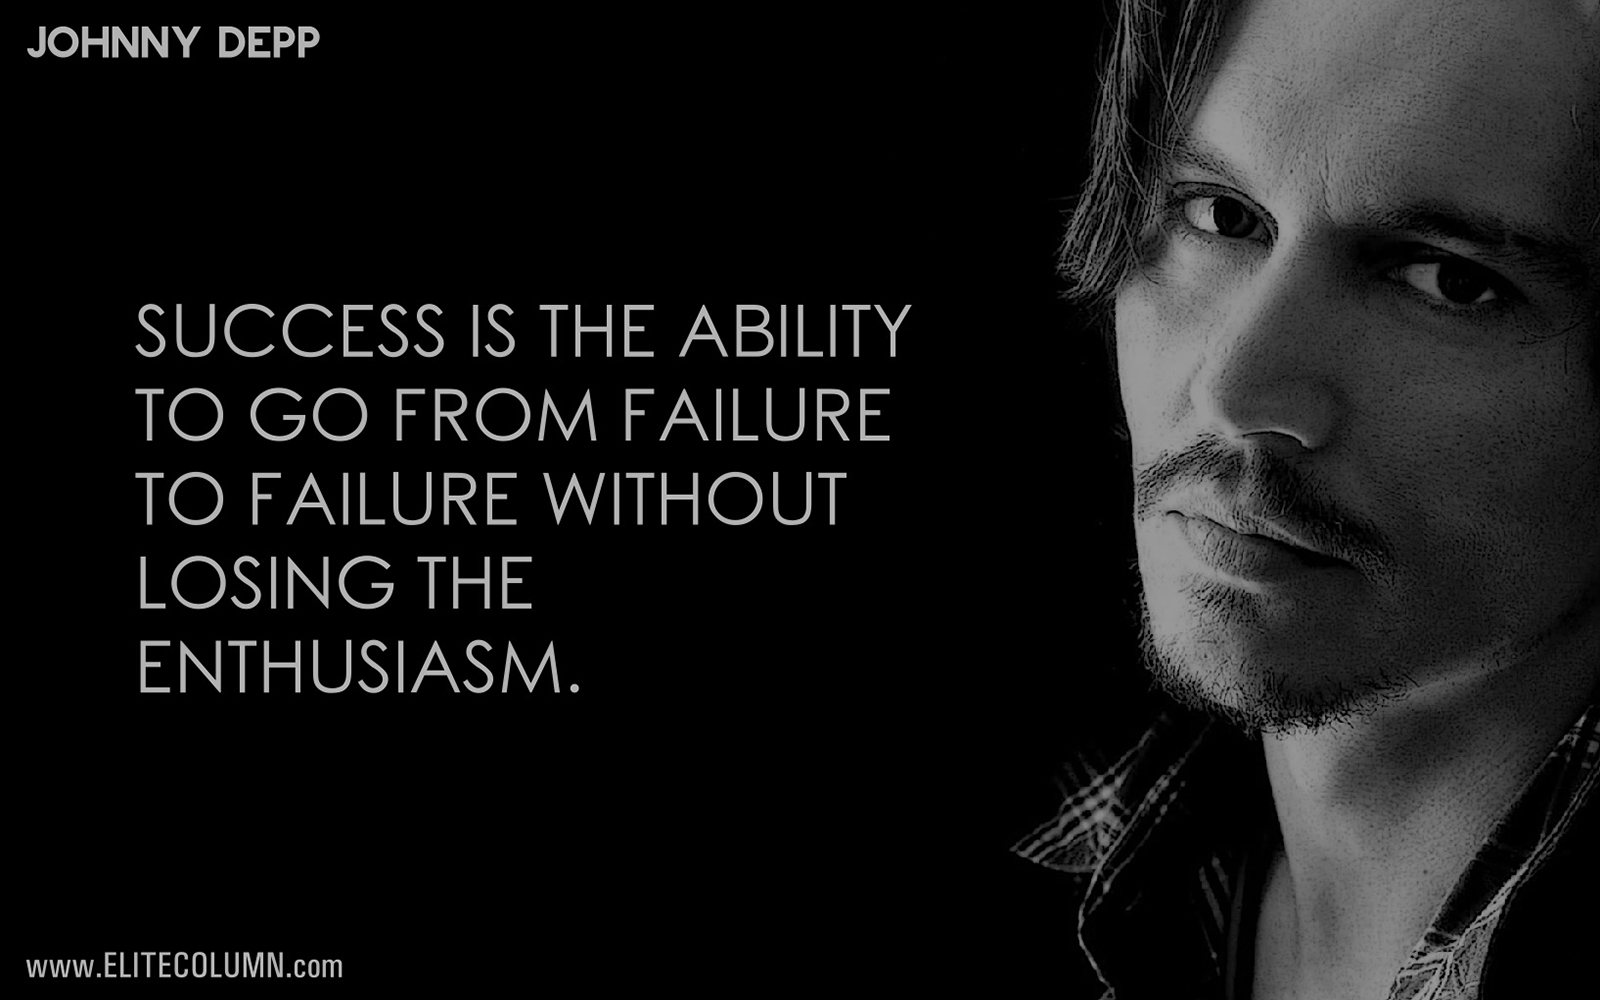 JOHNNY DEPP
SUCCESS IS THE ABILITY
TO GO FROM FAILURE
TO FAILURE WITHOUT
LOSING THE
ENTHUSIASM.
www.ELITECOLUMN.com